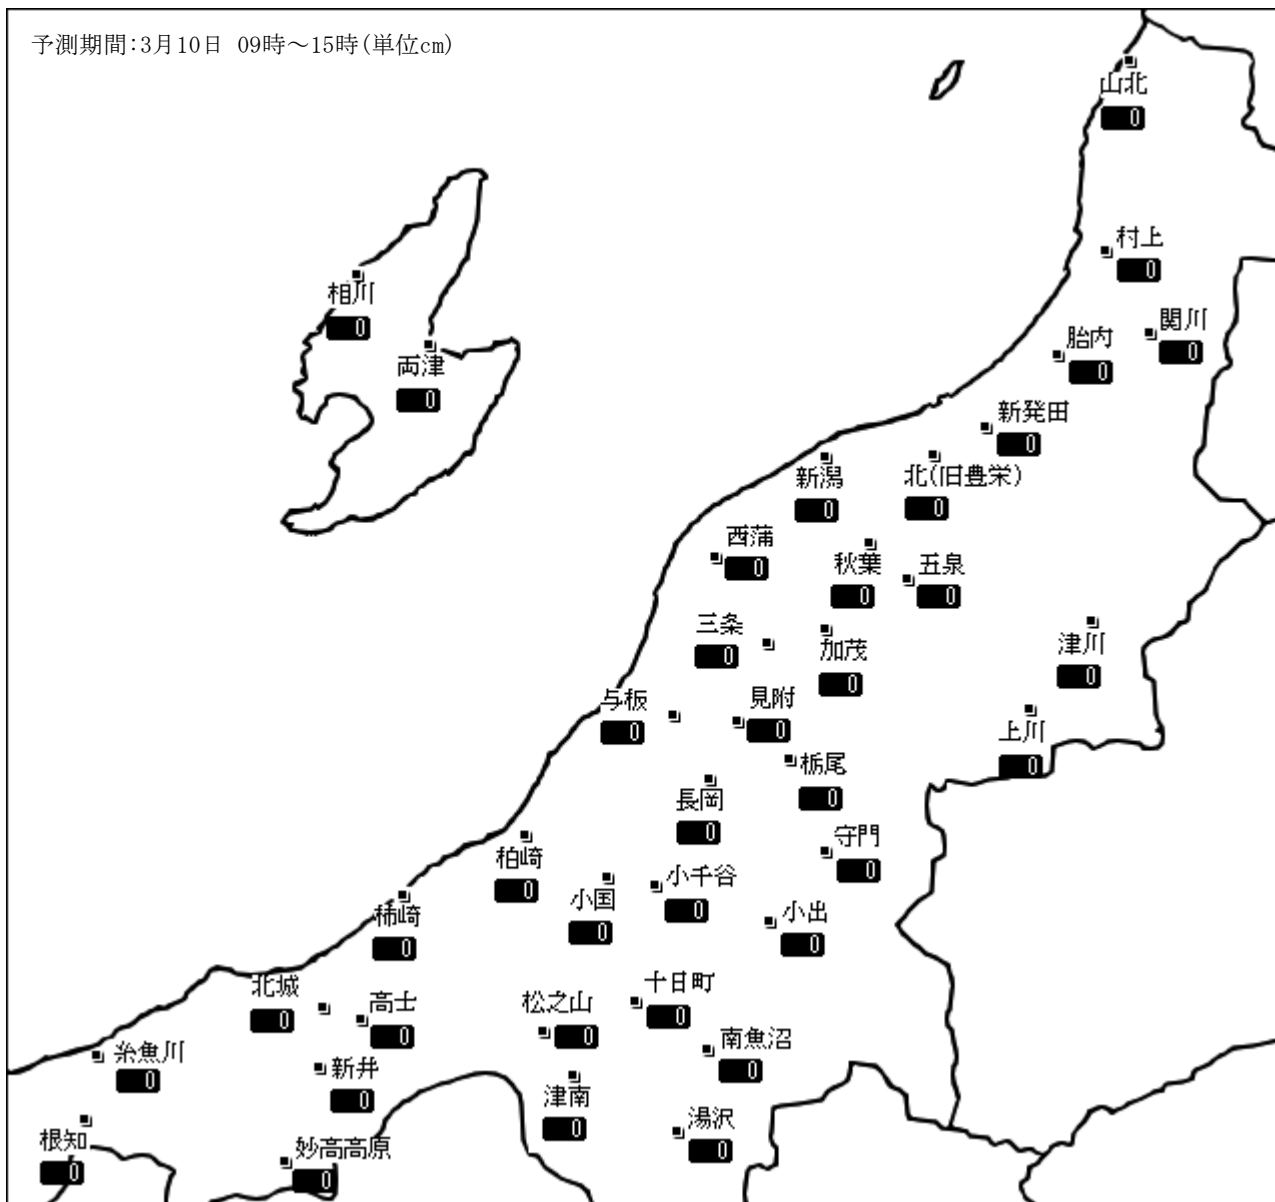 予測期間:3月10日 09時～15時(単位cm)
山北
0
村上
0
相川
0
関川
0
胎内
0
両津
0
新発田
0
新潟
0
北(旧豊栄)
0
西蒲
0
秋葉
0
五泉
0
三条
0
加茂
0
津川
0
与板
0
見附
0
上川
0
栃尾
0
長岡
0
守門
0
柏崎
0
小千谷
0
小国
0
柿崎
0
小出
0
北城
0
高士
0
松之山
0
十日町
0
南魚沼
0
糸魚川
0
新井
0
津南
0
湯沢
0
根知
0
妙高高原
0